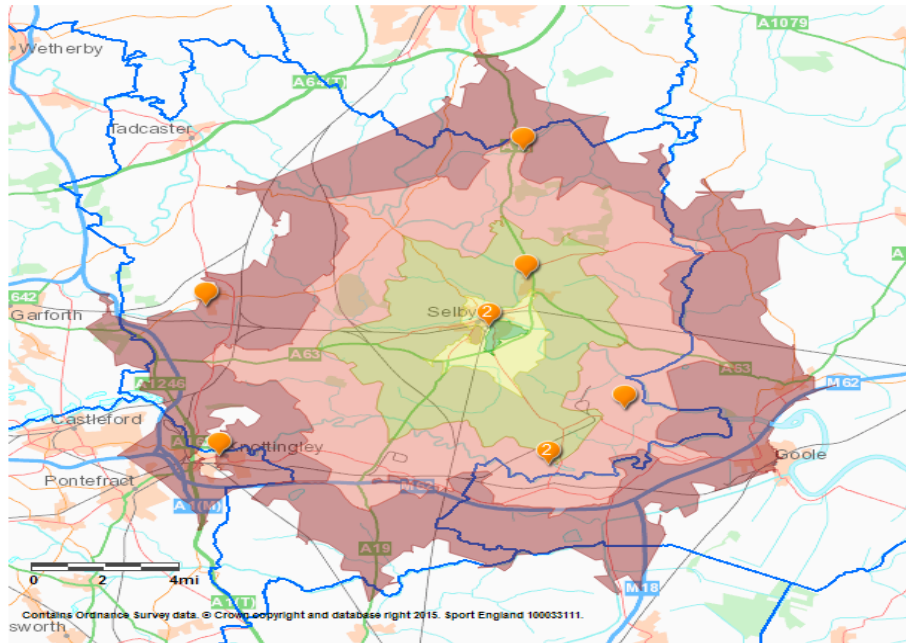 A1079
Wetherby
A64(T)
Tadcaster
A19
642
Garforth
Selby
2
A63
A63
A1246
M62
Castleford
Knottingley
2
Goole
Pontefract
M62
A1(M)
A19
0 2 4mi
M18
A1(T)
Contains Ordnance Survey data. © Crown copyright and database right 2015. Sport England 100033111.
sworth